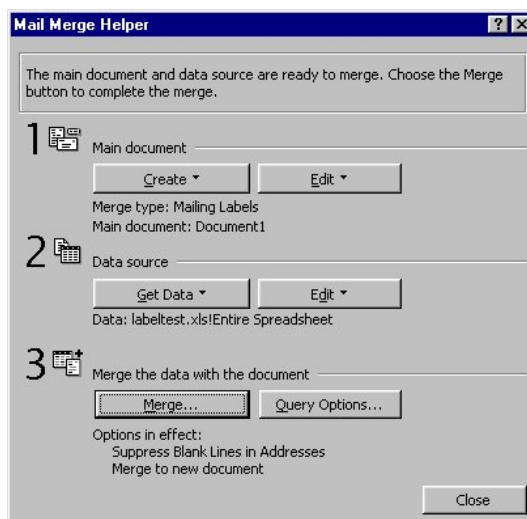 Mail Merge Helper
The main document and data source are ready to merge. Choose the Merge
button to complete the merge.
1 Main document
Create Edit
Merge type: Mailing Labels
Main document: Document1
2 Data source
Get Data Edit
Data: labeltest.xls!Entire Spreadsheet
3 Merge the data with the document
Merge... Query Options...
Options in effect:
Suppress Blank Lines in Addresses
Merge to new document
Close